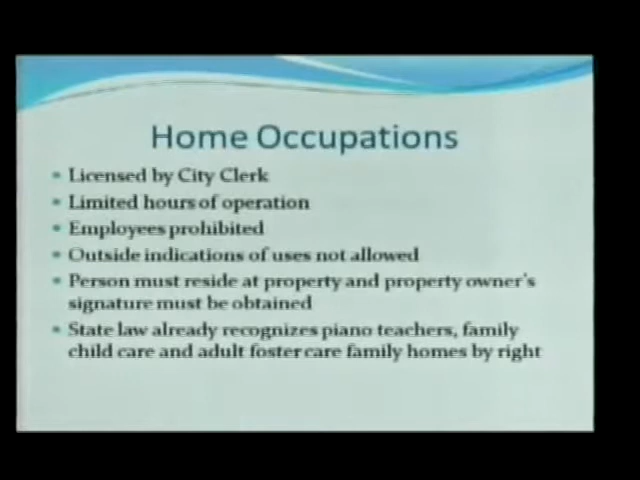 Home Occupations
Licensed by City Clerk
Limited hours of operation
Employees prohibited
Outside indications of uses not allowed
Person must reside at property and property owner's
signature must be obtained
State law already recognizes piano teachers, family
child care and adult foster care family homes by right